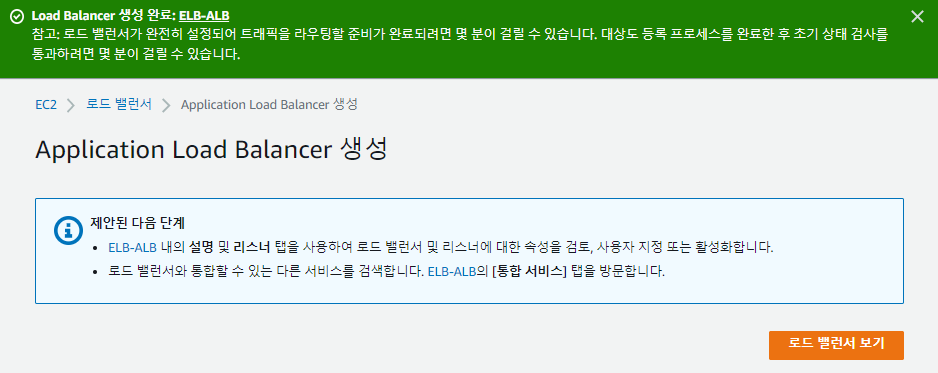 Load Balancer 생성 완료: ELB-ALB
참고: 로드 밸런서가 완전히 설정되어 트래픽을 라우팅할 준비가 완료되려면 몇 분이 걸릴 수 있습니다. 대상도 등록 프로세스를 완료한 후 초기 상태 검사를
통과하려면 몇 분이 걸릴 수 있습니다.
EC2 > 로드 밸런서 > Application Load Balancer 생성
Application Load Balancer 생성
제안된 다음 단계
• ELB-ALB 내의 설명 및 리스너 탭을 사용하여 로드 밸런서 및 리스너에 대한 속성을 검토, 사용자 지정 또는 활성화합니다.
• 로드 밸런서와 통합할 수 있는 다른 서비스를 검색합니다. ELB-ALB의 [통합 서비스] 탭을 방문합니다.
로드 밸런서 보기